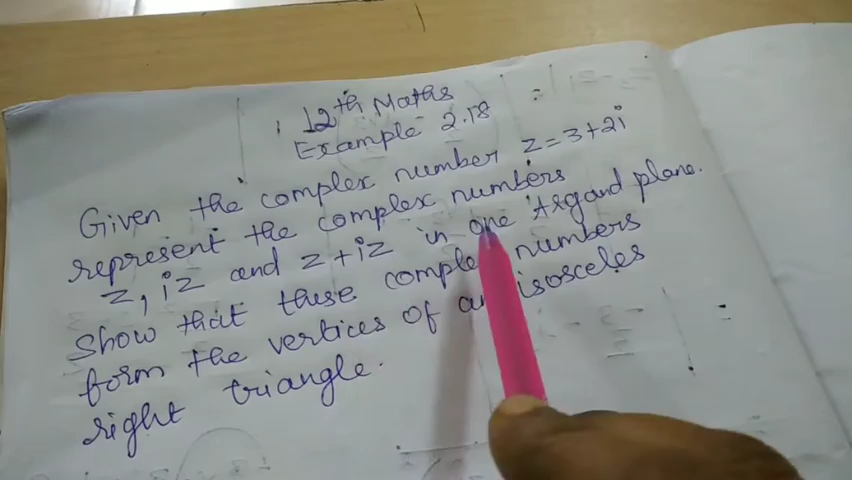 12th Maths
Example 2.18
Given the complex number z = 3 + 2i
represent the complex numbers
z, iz and z + iz in one Argand plane.
Show that these complex numbers
form the vertices of an isosceles
right triangle.